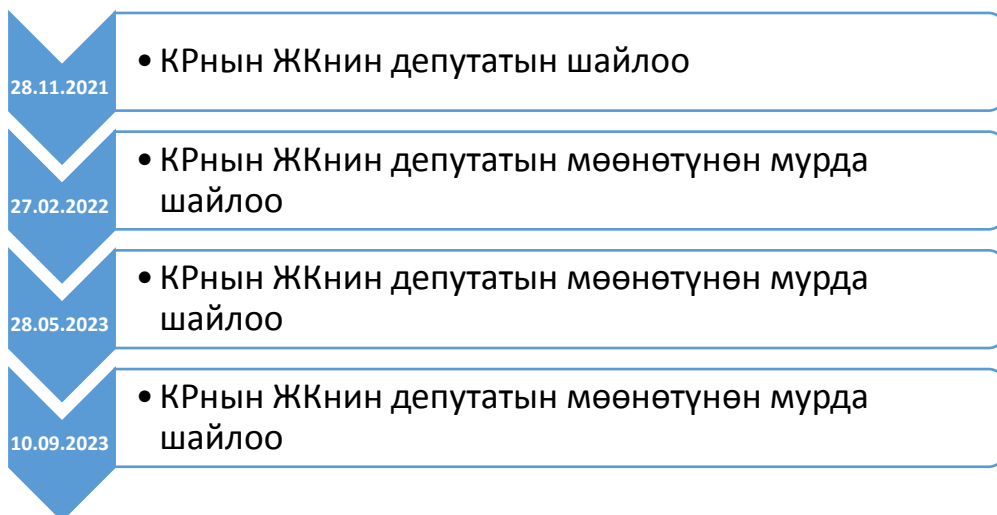 28.11.2021
• КРнын ЖКнин депутатын шайлоо
27.02.2022
• КРнын ЖКнин депутатын мөөнөтүнөн мурда
шайлоо
28.05.2023
• КРнын ЖКнин депутатын мөөнөтүнөн мурда
шайлоо
10.09.2023
• КРнын ЖКнин депутатын мөөнөтүнөн мурда
шайлоо